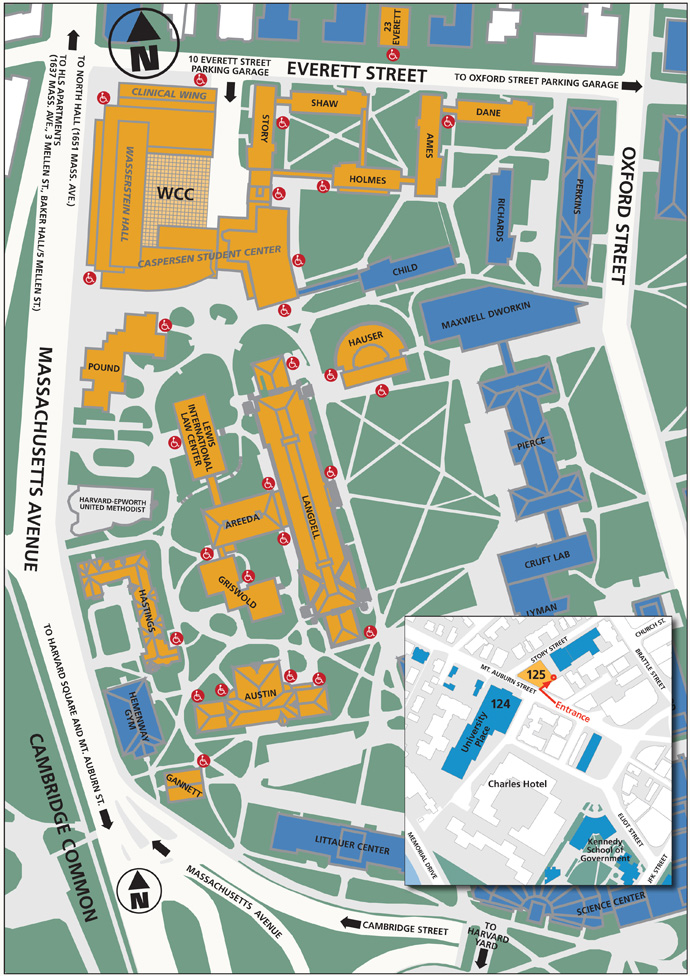 N
23
EVERETT
10 EVERETT STREET
PARKING GARAGE
EVERETT STREET
TO OXFORD STREET PARKING GARAGE
TO NORTH HALL (1651 MASS. AVE.)
TO HLS APARTMENTS
(1637 MASS. AVE., 3 MELLEN ST., BAKER HALL/5 MELLEN ST.)
CLINICAL WING
WASSERSTEIN HALL
WCC
CASPERSEN STUDENT CENTER
STORY
SHAW
HOLMES
AMES
DANE
RICHARDS
PERKINS
OXFORD STREET
CHILD
MAXWELL DWORKIN
HAUSER
POUND
MASSACHUSETTS AVENUE
LEWIS
INTERNATIONAL
LAW CENTER
LANGDELL
PIERCE
HARVARD-EPWORTH
UNITED METHODIST
AREEDA
CRUFT LAB
GRISWOLD
LYMAN
HASTINGS
TO HARVARD SQUARE AND MT. AUBURN ST.
HEMENWAY
GYM
AUSTIN
GANNETT
CAMBRIDGE COMMON
LITTAUER CENTER
N
MASSACHUSETTS AVENUE
CAMBRIDGE STREET
TO
HARVARD
YARD
SCIENCE CENTER
CHURCH ST.
STORY STREET
BRATTLE STREET
MT. AUBURN STREET
125
124
Entrance
University
Place
Charles Hotel
ELIOT STREET
MEMORIAL DRIVE
Kennedy
School of
Government
JFK STREET